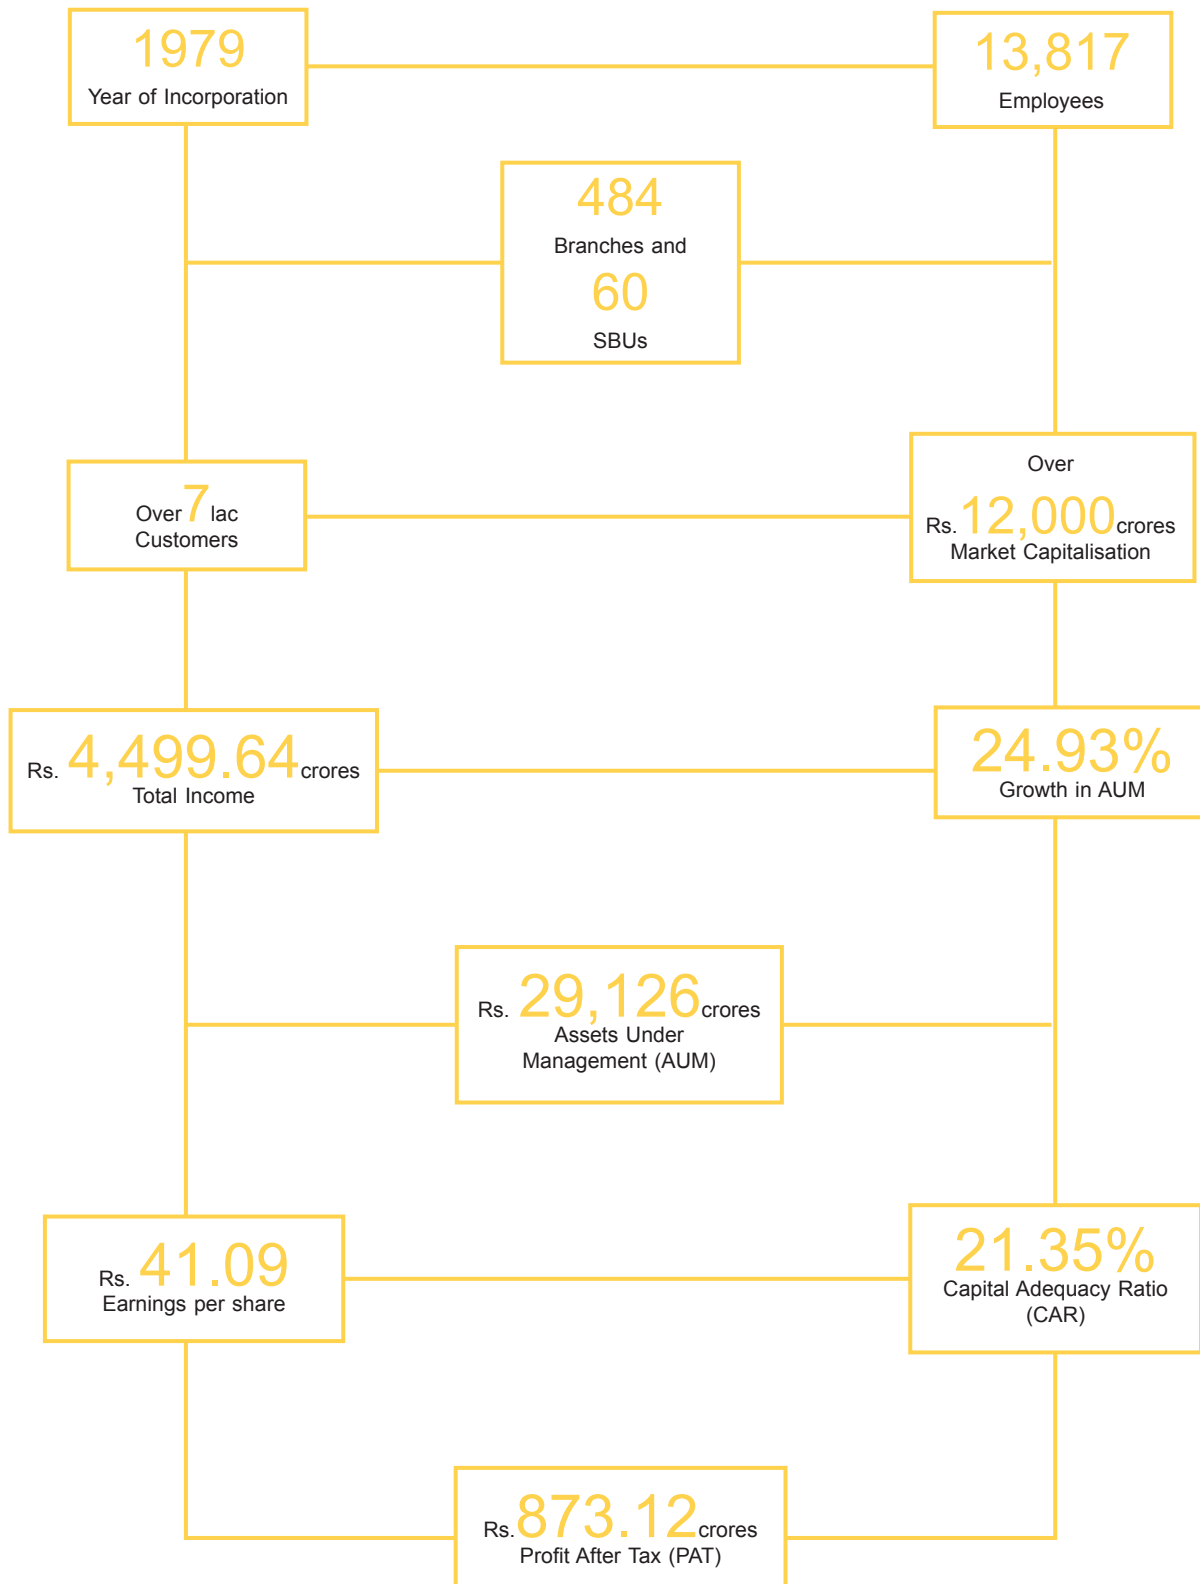 1979
Year of Incorporation
13,817
Employees
484
Branches and
60
SBUs
Over 7 lac
Customers
Over
Rs. 12,000 crores
Market Capitalisation
Rs. 4,499.64 crores
Total Income
24.93%
Growth in AUM
Rs. 29,126 crores
Assets Under
Management (AUM)
Rs. 41.09
Earnings per share
21.35%
Capital Adequacy Ratio
(CAR)
Rs. 873.12 crores
Profit After Tax (PAT)